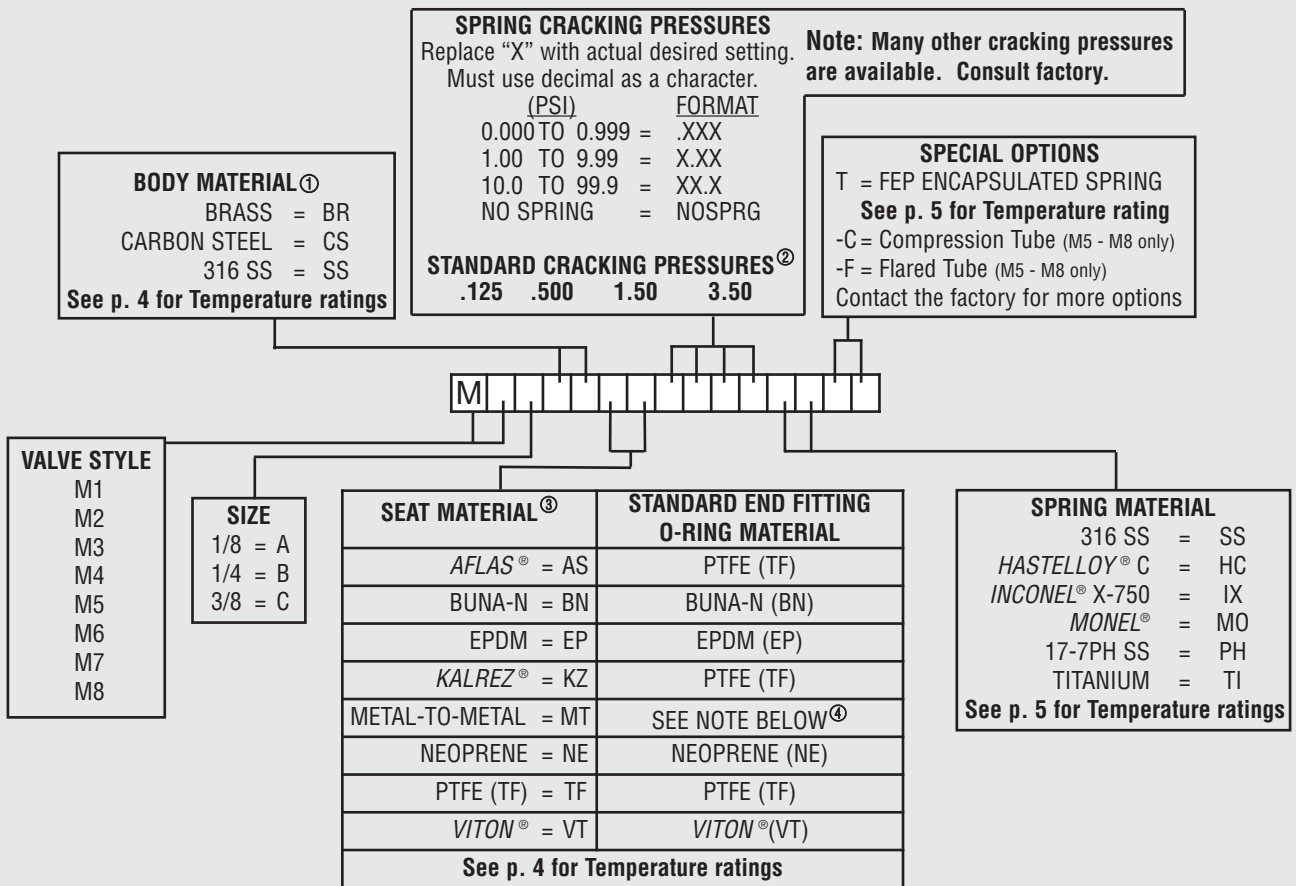 SPRING CRACKING PRESSURES
Replace “X” with actual desired setting.
Must use decimal as a character.
(PSI) FORMAT
0.000 TO 0.999 = .XXX
1.00 TO 9.99 = X.XX
10.0 TO 99.9 = XX.X
NO SPRING = NOSPRG
STANDARD CRACKING PRESSURES②
.125 .500 1.50 3.50
Note: Many other cracking pressures
are available. Consult factory.
BODY MATERIAL①
BRASS = BR
CARBON STEEL = CS
316 SS = SS
See p. 4 for Temperature ratings
SPECIAL OPTIONS
T = FEP ENCAPSULATED SPRING
See p. 5 for Temperature rating
-C = Compression Tube (M5 - M8 only)
-F = Flared Tube (M5 - M8 only)
Contact the factory for more options
M
VALVE STYLE
M1
M2
M3
M4
M5
M6
M7
M8
SIZE
1/8 = A
1/4 = B
3/8 = C
SEAT MATERIAL③ STANDARD END FITTING
O-RING MATERIAL
AFLAS® = AS PTFE (TF)
BUNA-N = BN BUNA-N (BN)
EPDM = EP EPDM (EP)
KALREZ® = KZ PTFE (TF)
METAL-TO-METAL = MT SEE NOTE BELOW④
NEOPRENE = NE NEOPRENE (NE)
PTFE (TF) = TF PTFE (TF)
VITON® = VT VITON®(VT)
See p. 4 for Temperature ratings
SPRING MATERIAL
316 SS = SS
HASTELLOY® C = HC
INCONEL® X-750 = IX
MONEL® = MO
17-7PH SS = PH
TITANIUM = TI
See p. 5 for Temperature ratings